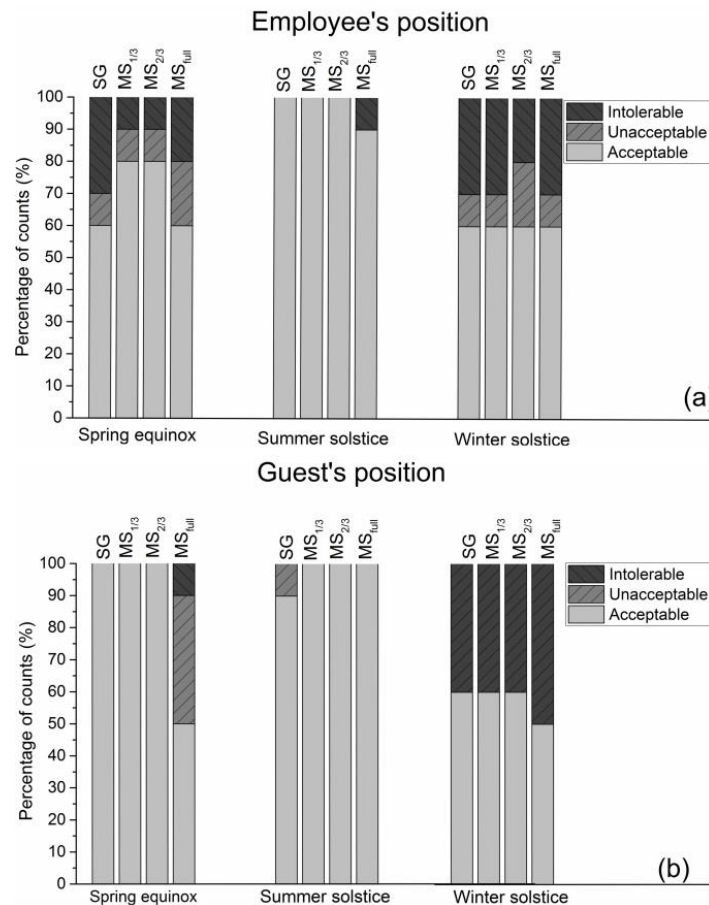 Employee's position
SG MS1/3 MS2/3 MSfull
SG MS1/3 MS2/3 MSfull
SG MS1/3 MS2/3 MSfull
Percentage of counts (%)
100
90
80
70
60
50
40
30
20
10
0
Intolerable
Unacceptable
Acceptable
(a)
Spring equinox
Summer solstice
Winter solstice
Guest's position
SG MS1/3 MS2/3 MSfull
SG MS1/3 MS2/3 MSfull
SG MS1/3 MS2/3 MSfull
Percentage of counts (%)
100
90
80
70
60
50
40
30
20
10
0
Intolerable
Unacceptable
Acceptable
(b)
Spring equinox
Summer solstice
Winter solstice